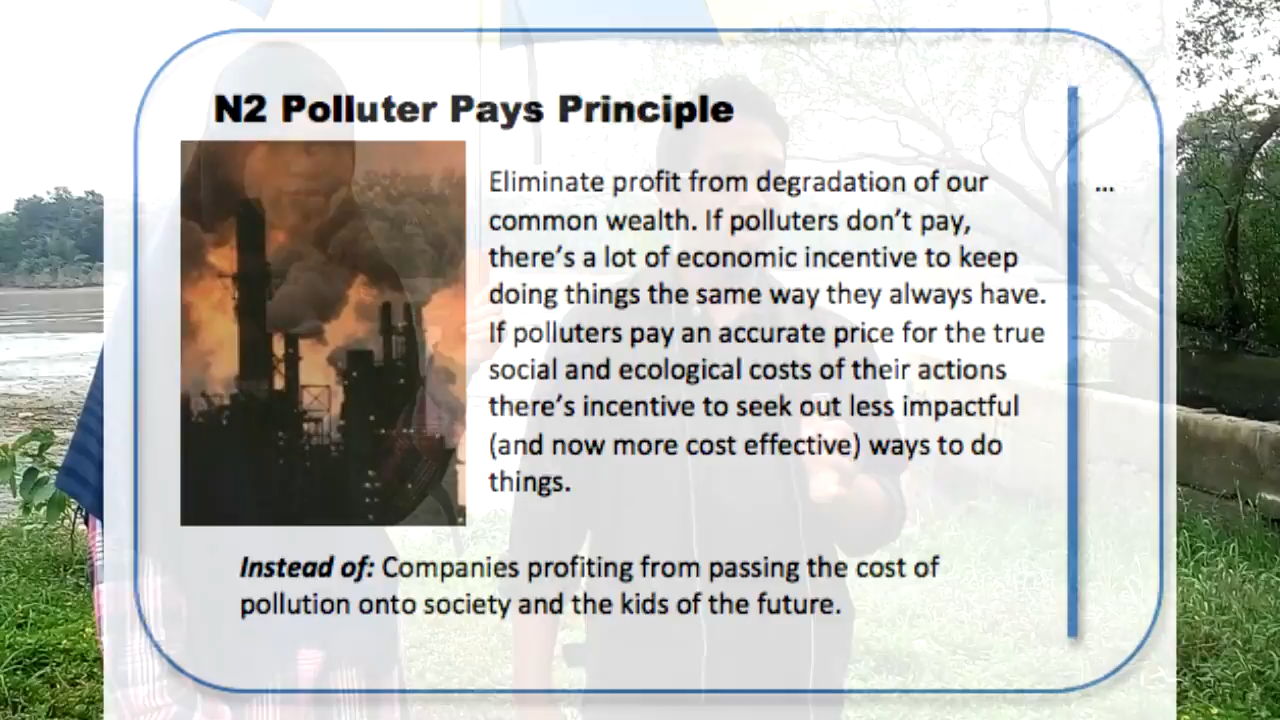 N2 Polluter Pays Principle
Eliminate profit from degradation of our
common wealth. If polluters don’t pay,
there’s a lot of economic incentive to keep
doing things the same way they always have.
If polluters pay an accurate price for the true
social and ecological costs of their actions
there’s incentive to seek out less impactful
(and now more cost effective) ways to do
things.
...
Instead of: Companies profiting from passing the cost of
pollution onto society and the kids of the future.